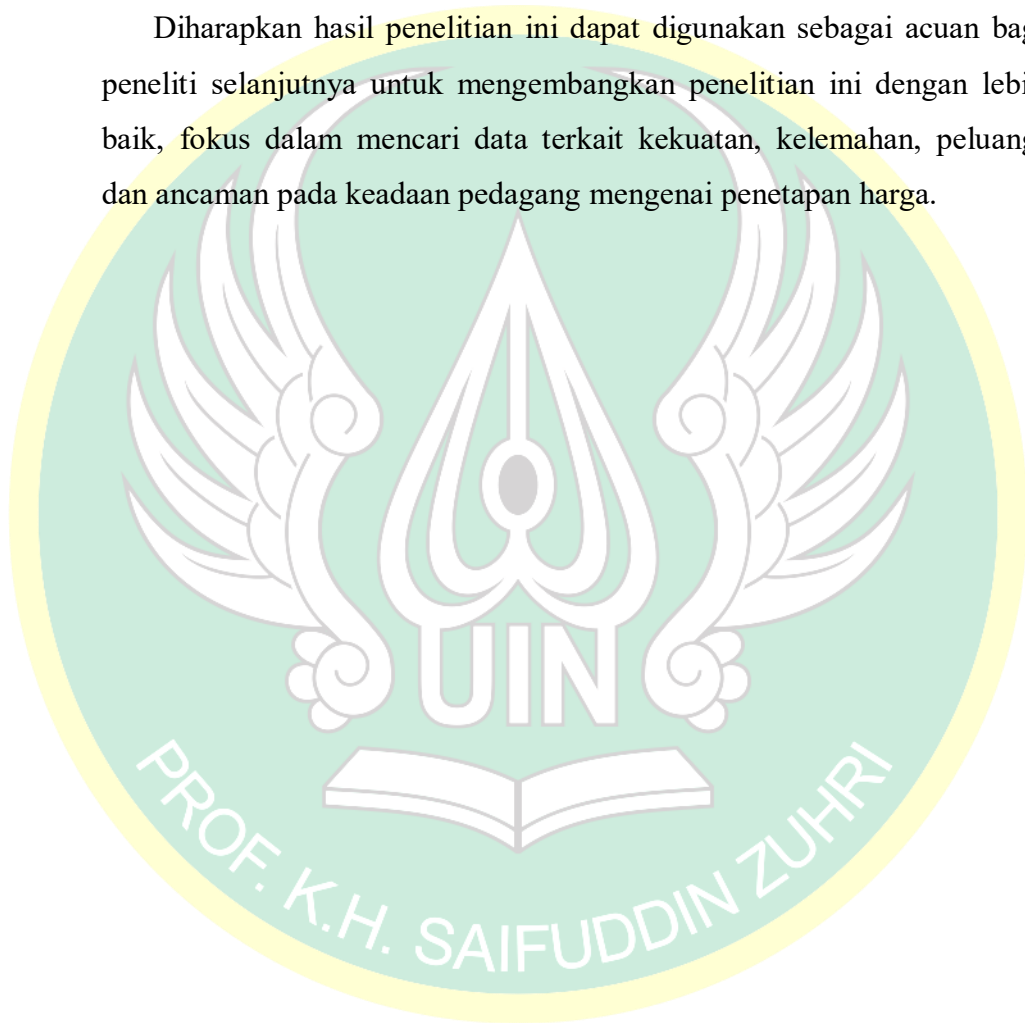 Diharapkan hasil penelitian ini dapat digunakan sebagai acuan bag
peneliti selanjutnya untuk mengembangkan penelitian ini dengan lebi
baik, fokus dalam mencari data terkait kekuatan, kelemahan, peluang
dan ancaman pada keadaan pedagang mengenai penetapan harga.
UIN
PROF. K.H. SAIFUDDIN ZUHRI